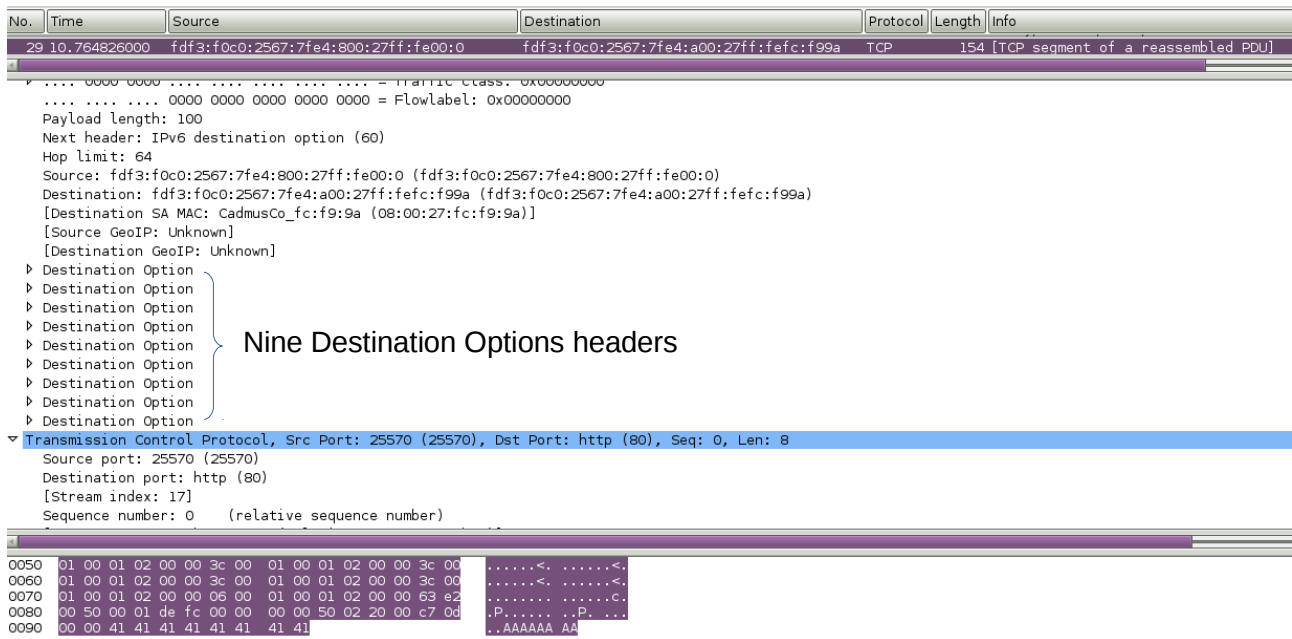 No. Time Source Destination Protocol Length Info
29 10.764826000 fdf3:f0c0:2567:7fe4:800:27ff:fe00:0 fdf3:f0c0:2567:7fe4:a00:27ff:fefc:f99a TCP 154 [TCP segment of a reassembled PDU]
.... 0000 0000 .... .... .... .... .... = Traffic class: 0x00000000
.... .... .... 0000 0000 0000 0000 0000 = Flowlabel: 0x00000000
Payload length: 100
Next header: IPv6 destination option (60)
Hop limit: 64
Source: fdf3:f0c0:2567:7fe4:800:27ff:fe00:0 (fdf3:f0c0:2567:7fe4:800:27ff:fe00:0)
Destination: fdf3:f0c0:2567:7fe4:a00:27ff:fefc:f99a (fdf3:f0c0:2567:7fe4:a00:27ff:fefc:f99a)
[Destination SA MAC: CadmusCo_fc:f9:9a (08:00:27:fc:f9:9a)]
[Source GeoIP: Unknown]
[Destination GeoIP: Unknown]
Destination Option
Destination Option
Destination Option
Destination Option
Destination Option
Nine Destination Options headers
Destination Option
Destination Option
Destination Option
Destination Option
Transmission Control Protocol, Src Port: 25570 (25570), Dst Port: http (80), Seq: 0, Len: 8
Source port: 25570 (25570)
Destination port: http (80)
[Stream index: 17]
Sequence number: 0 (relative sequence number)
0050 01 00 01 02 00 00 3c 00 01 00 01 02 00 00 3c 00 ......<. ......<.
0060 01 00 01 02 00 00 3c 00 01 00 01 02 00 00 3c 00 ......<. ......<.
0070 01 00 01 02 00 00 06 00 01 00 01 02 00 00 63 e2 ........ ......c.
0080 00 50 00 01 de fc 00 00 00 00 50 02 20 00 c7 0d .P...... ..P. ...
0090 00 00 41 41 41 41 41 41 41 41 ..AAAAAA AA